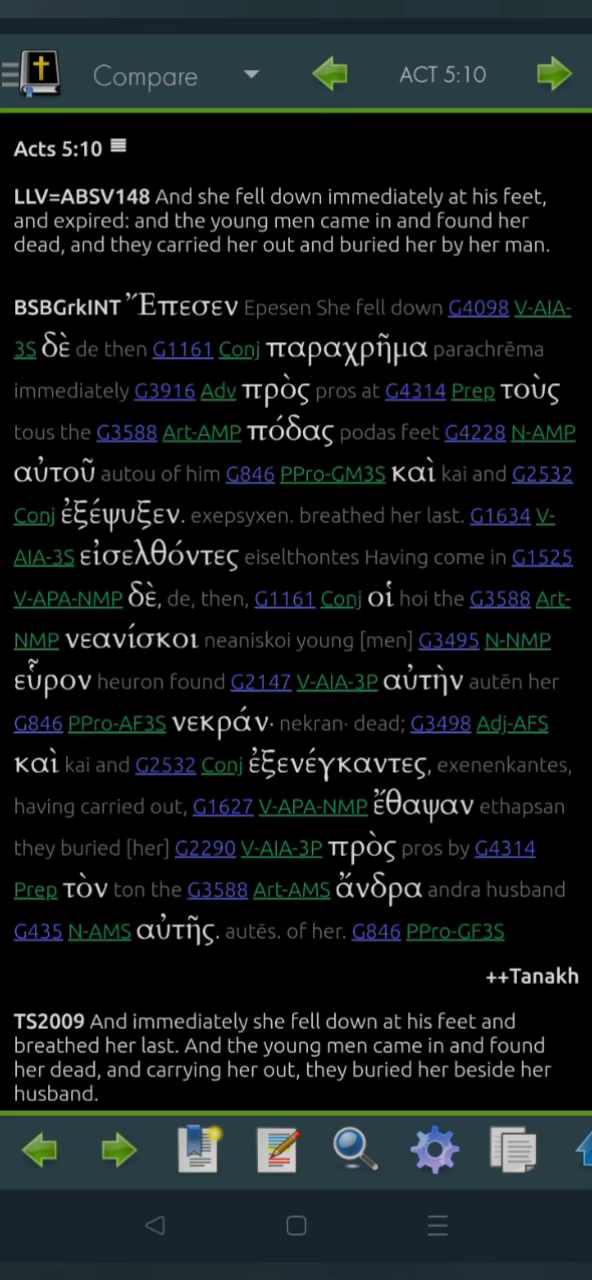 Compare
ACT 5:10
Acts 5:10
LLV=ABSV148 And she fell down immediately at his feet,
and expired: and the young men came in and found her
dead, and they carried her out and buried her by her man.
BSBGrkINT Ἔπεσεν Epesen She fell down G4098 V-AIA-
3S δὲ de then G1161 Conj παραχρῆμα parachrēma
immediately G3916 Adv πρὸς pros at G4314 Prep τοὺς
tous the G3588 Art-AMP πόδας podas feet G4228 N-AMP
αὐτοῦ autou of him G846 PPro-GM3S καὶ kai and G2532
Conj ἐξέψυξεν. exepsyxen. breathed her last. G1634 V-
AIA-3S εἰσελθόντες eiselthontes Having come in G1525
V-APA-NMP δὲ, de, then, G1161 Conj οἱ hoi the G3588 Art-
NMP νεανίσκοι neaniskoi young [men] G3495 N-NMP
εὗρον heuron found G2147 V-AIA-3P αὐτὴν autēn her
G846 PPro-AF3S νεκράν· nekran· dead; G3498 Adj-AFS
καὶ kai and G2532 Conj ἐξενέγκαντες, exenenkantes,
having carried out, G1627 V-APA-NMP ἔθαψαν ethapsan
they buried [her] G2290 V-AIA-3P πρὸς pros by G4314
Prep τὸν ton the G3588 Art-AMS ἄνδρα andra husband
G435 N-AMS αὐτῆς. autēs. of her. G846 PPro-GF3S
++Tanakh
TS2009 And immediately she fell down at his feet and
breathed her last. And the young men came in and found
her dead, and carrying her out, they buried her beside her
husband.